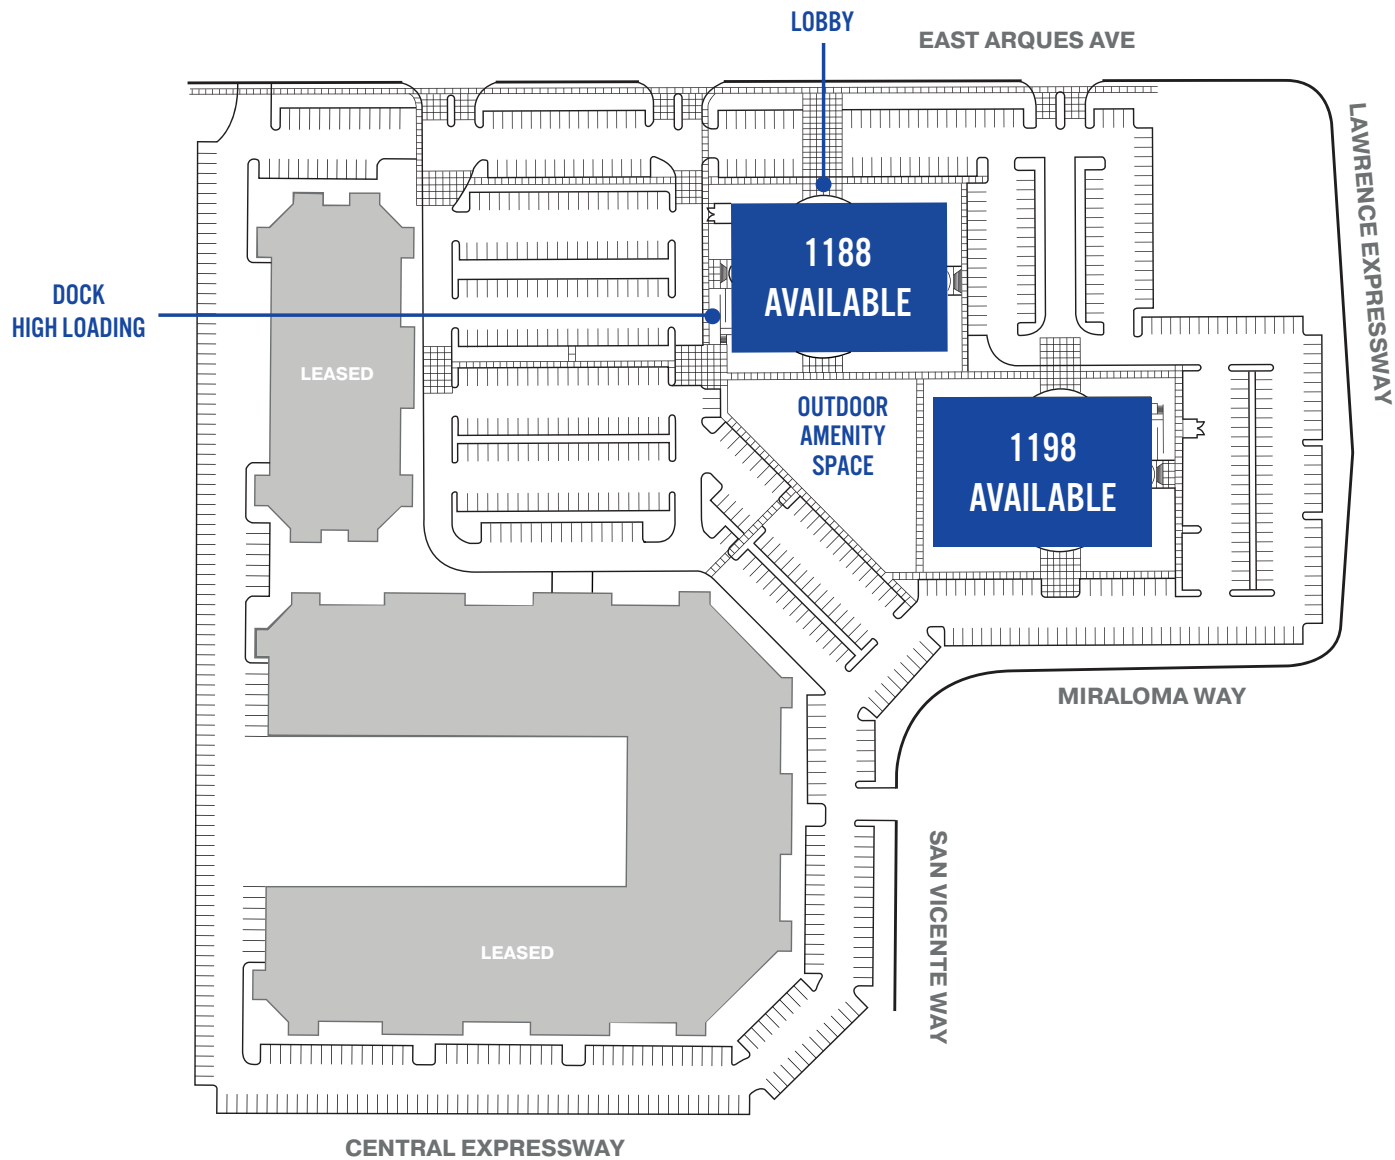 LOBBY
EAST ARQUES AVE
LAWRENCE EXPRESSWAY
1188
AVAILABLE
DOCK
HIGH LOADING
LEASED
OUTDOOR
AMENITY
SPACE
1198
AVAILABLE
MIRALOMA WAY
SAN VICENTE WAY
LEASED
CENTRAL EXPRESSWAY